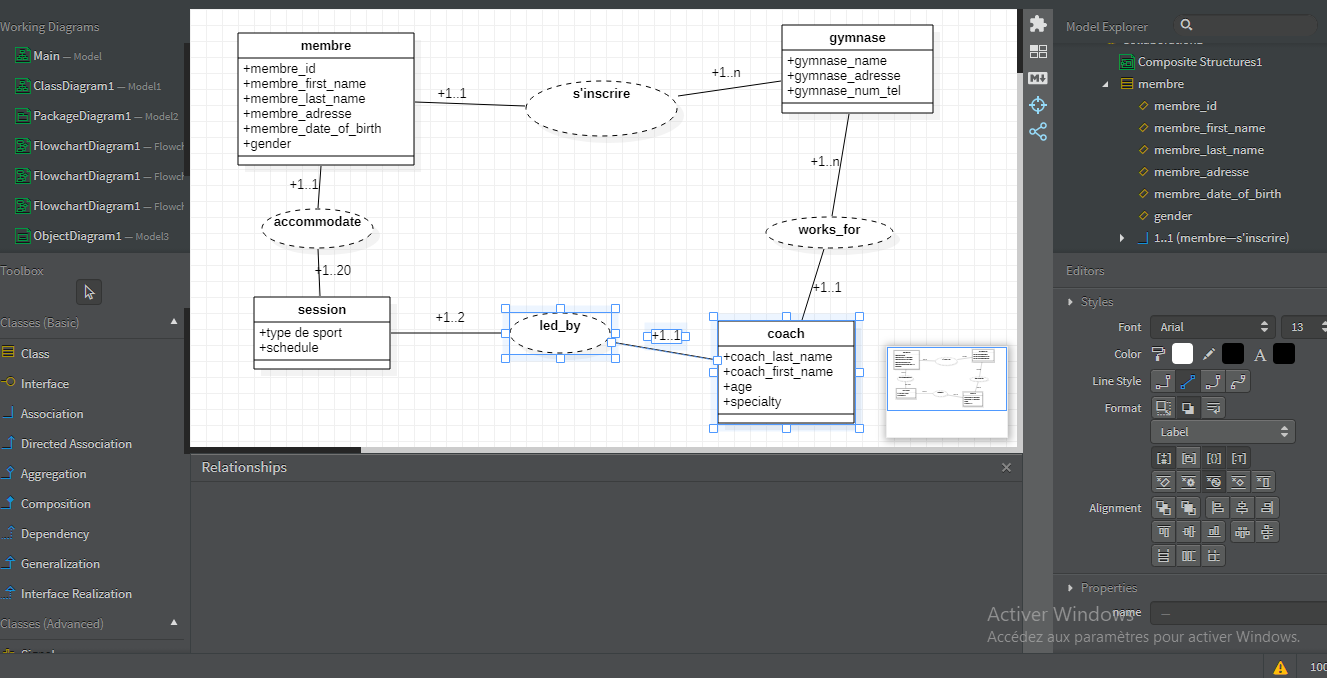 Working Diagrams
Main — Model
ClassDiagram1 — Model1
PackageDiagram1 — Model2
FlowchartDiagram1 — Flowch
FlowchartDiagram1 — Flowch
FlowchartDiagram1 — Flowch
ObjectDiagram1 — Model3
Toolbox
Classes (Basic)
Class
Interface
Association
Directed Association
Aggregation
Composition
Dependency
Generalization
Interface Realization
Classes (Advanced)
membre
+membre_id
+membre_first_name
+membre_last_name
+membre_adresse
+membre_date_of_birth
+gender
+1..1
s'inscrire
+1..n
gymnase
+gymnase_name
+gymnase_adresse
+gymnase_num_tel
+1..1
accommodate
+1..20
+1..n
works_for
+1..1
session
+type de sport
+schedule
+1..2
led_by
+1..1
coach
+coach_last_name
+coach_first_name
+age
+specialty
Relationships
Model Explorer
Composite Structures1
membre
membre_id
membre_first_name
membre_last_name
membre_adresse
membre_date_of_birth
gender
1..1 (membre—s'inscrire)
Editors
Styles
Font Arial 13
Color A
Line Style
Format
Label
Alignment
Properties
name —
Activer Windows
Accédez aux paramètres pour activer Windows.
100